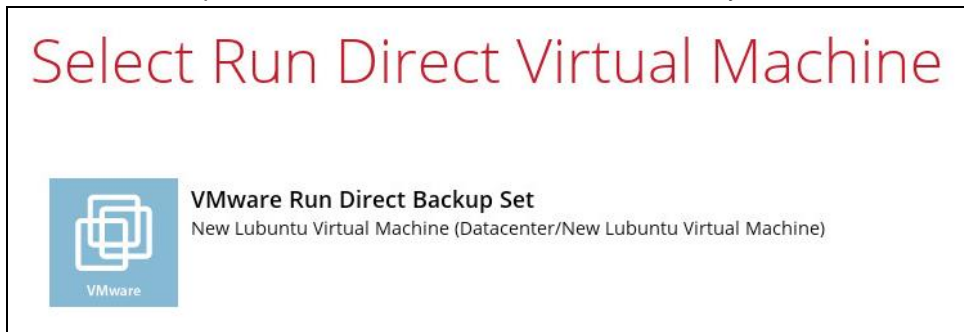 Select Run Direct Virtual Machine
VMware Run Direct Backup Set
New Lubuntu Virtual Machine (Datacenter/New Lubuntu Virtual Machine)
VMware